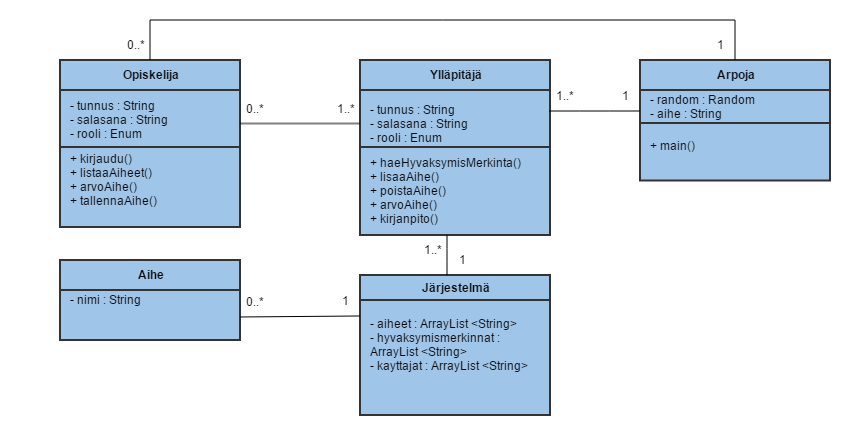 0..*
1
Opiskelija
- tunnus : String
- salasana : String
- rooli : Enum
+ kirjaudu()
+ listaaAiheet()
+ arvoAihe()
+ tallennaAihe()
0..*
1..*
Ylläpitäjä
- tunnus : String
- salasana : String
- rooli : Enum
+ haeHyvaksymisMerkinta()
+ lisaaAihe()
+ poistaAihe()
+ arvoAihe()
+ kirjanpito()
1..*
1
Arpoja
- random : Random
- aihe : String
+ main()
1..*
1
Aihe
- nimi : String
0..*
1
Järjestelmä
- aiheet : ArrayList <String>
- hyvaksymismerkinnat :
ArrayList <String>
- kayttajat : ArrayList <String>